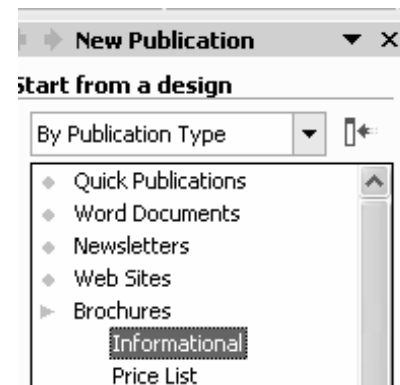 New Publication
Start from a design
By Publication Type
Quick Publications
Word Documents
Newsletters
Web Sites
Brochures
Informational
Price List